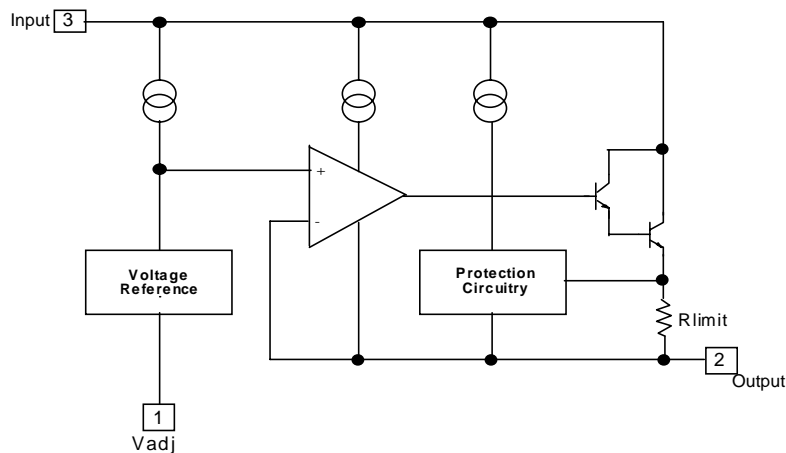 Input 3
+
-
Voltage
Reference
Protection
Circuitry
Rlimit
2
Output
1
Vadj